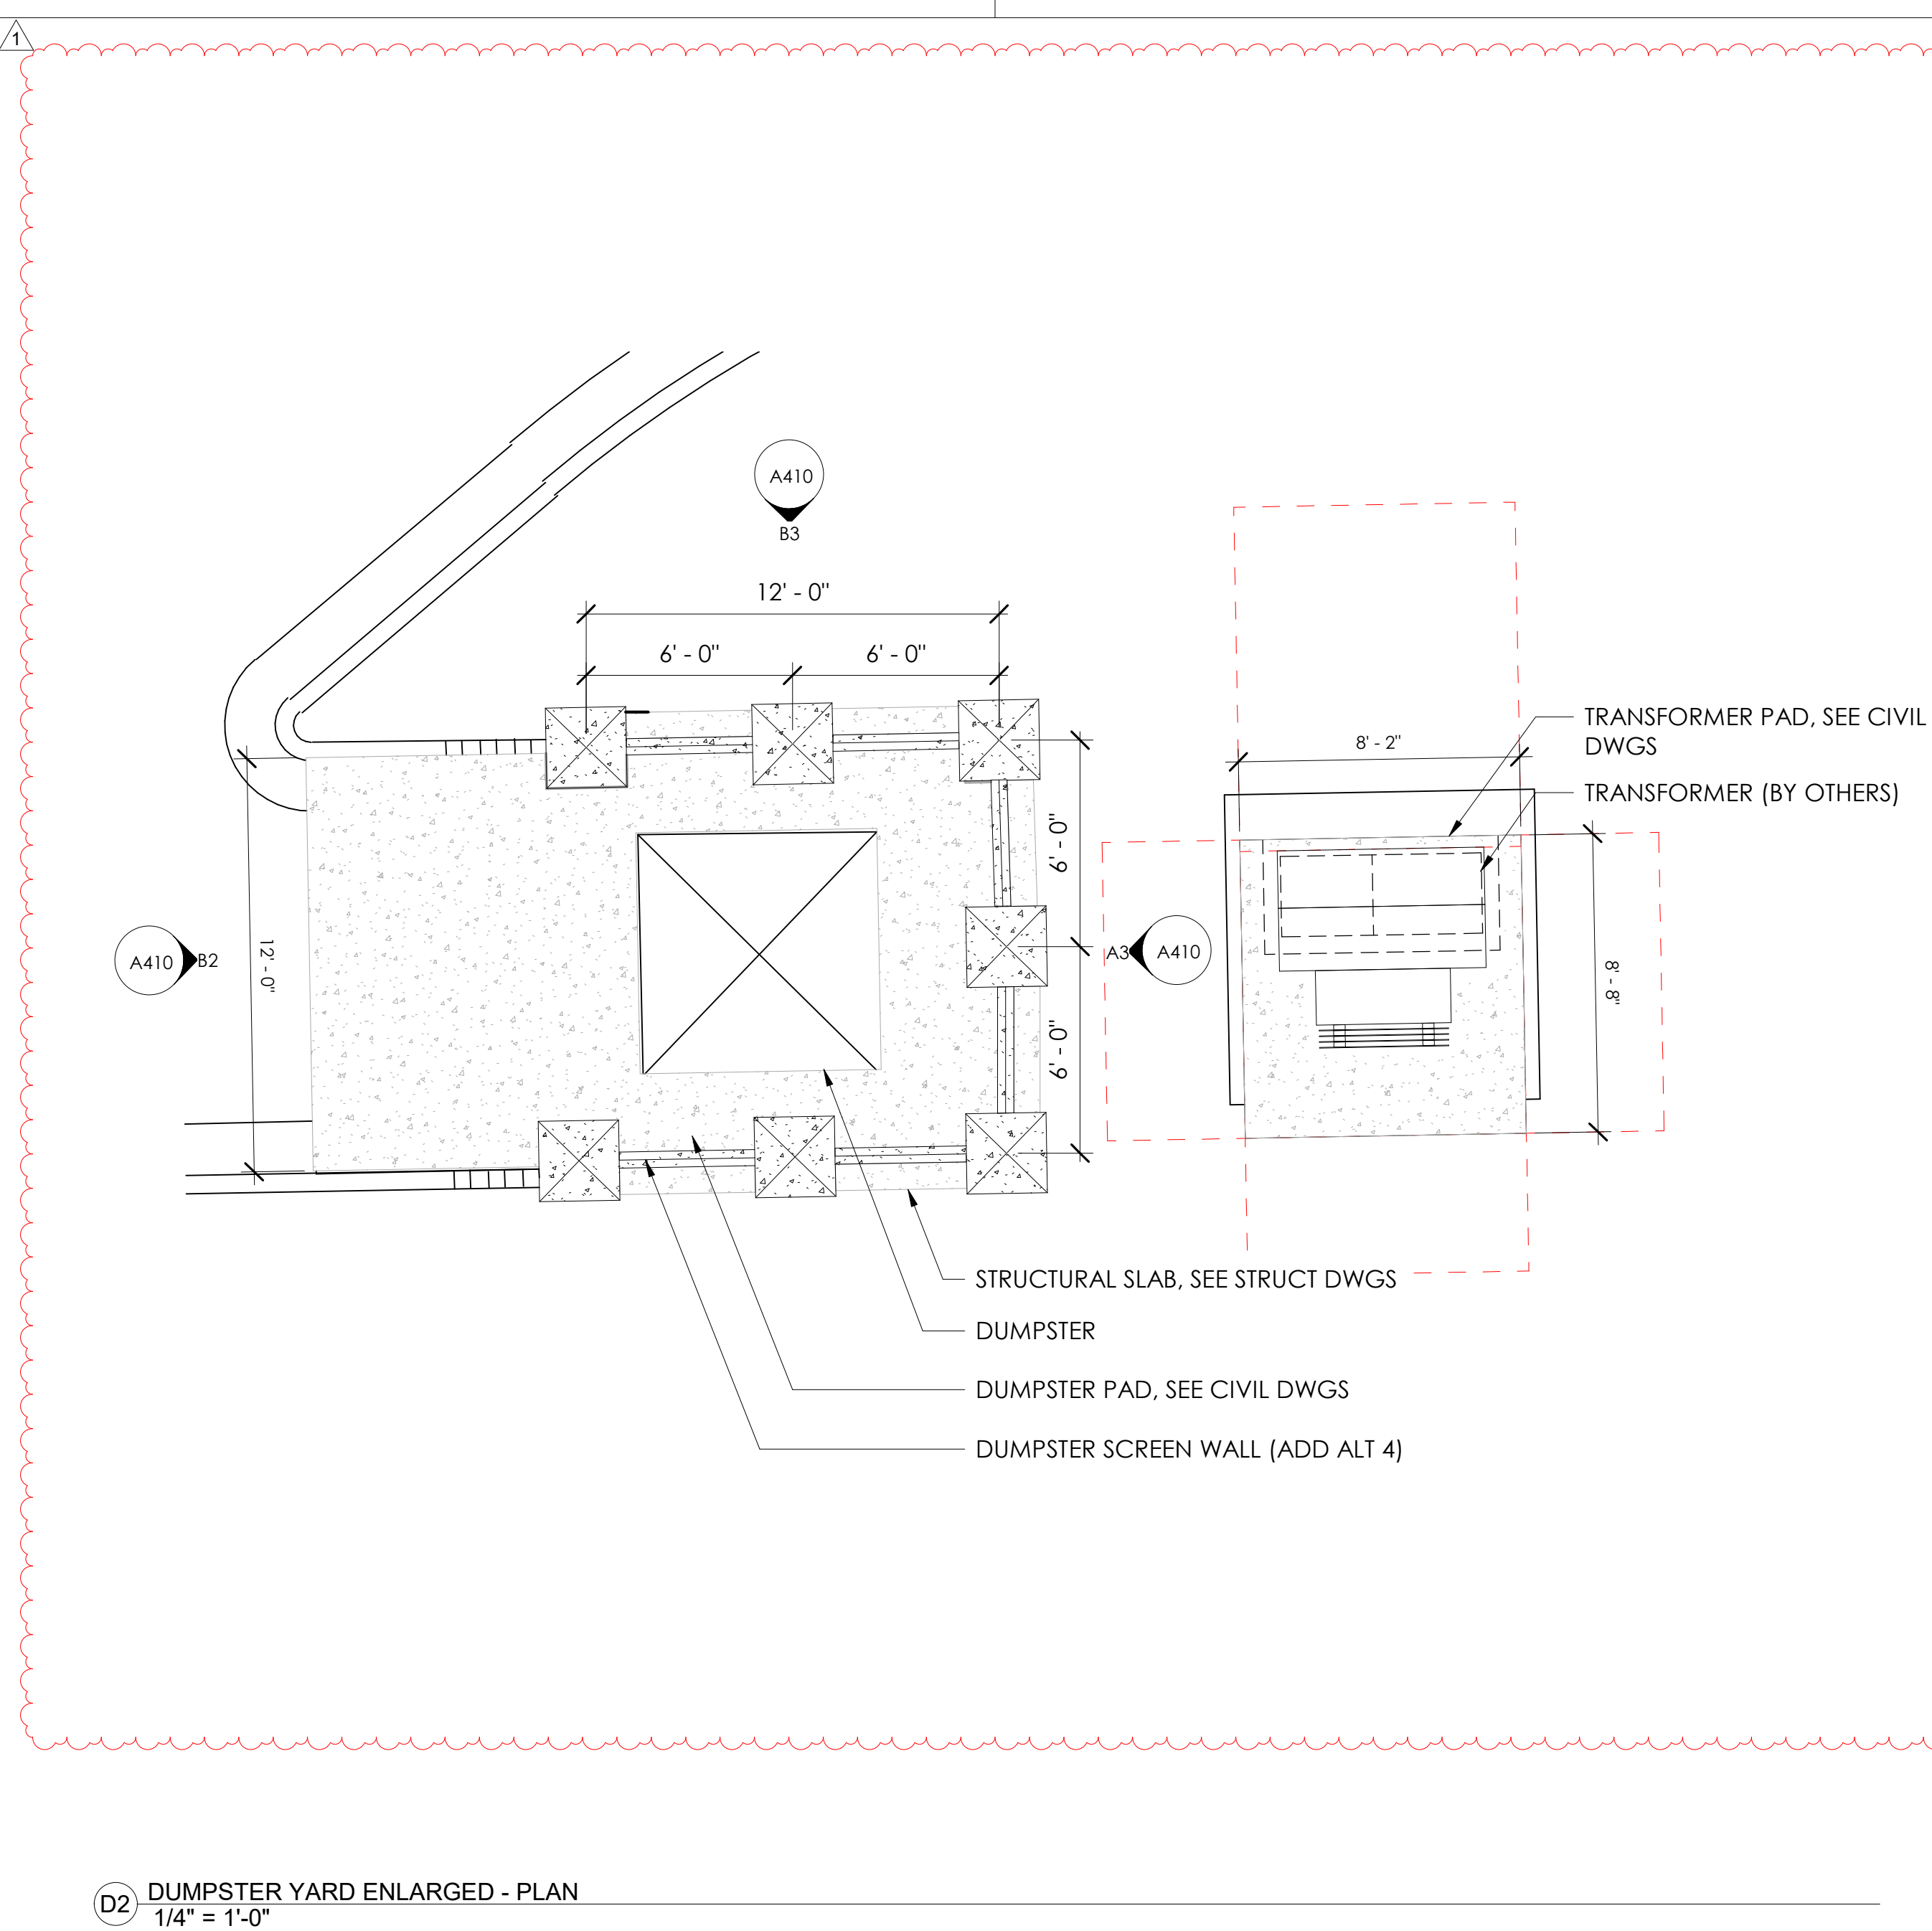 1
A410
B3
12' - 0"
6' - 0"
6' - 0"
TRANSFORMER PAD, SEE CIVIL
DWGS
8' - 2"
TRANSFORMER (BY OTHERS)
6' - 0"
A410
B2
12' - 0"
A3
A410
8' - 8"
6' - 0"
STRUCTURAL SLAB, SEE STRUCT DWGS
DUMPSTER
DUMPSTER PAD, SEE CIVIL DWGS
DUMPSTER SCREEN WALL (ADD ALT 4)
D2
DUMPSTER YARD ENLARGED - PLAN
1/4" = 1'-0"